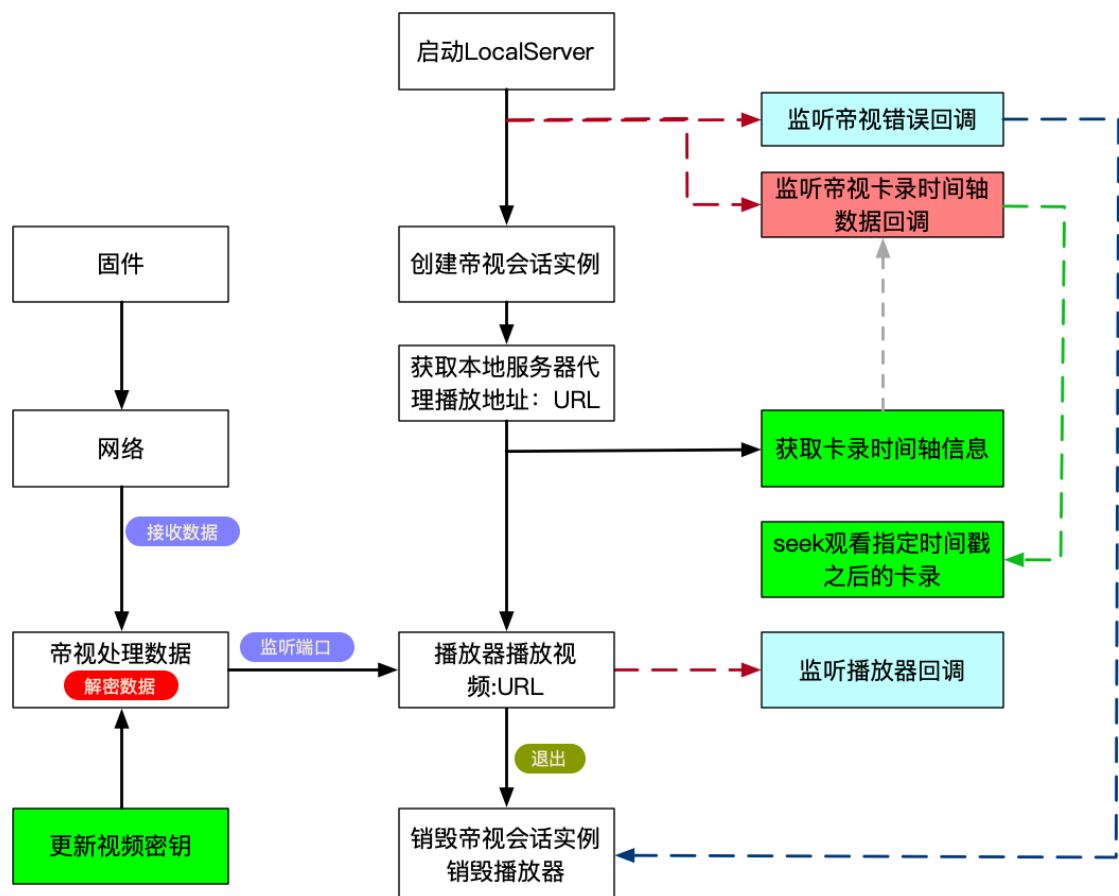 启动LocalServer
监听帝视错误回调
监听帝视卡录时间轴
数据回调
固件
创建帝视会话实例
获取本地服务器代
理播放地址：URL
网络
获取卡录时间轴信息
接收数据
seek观看指定时间戳
之后的卡录
帝视处理数据
解密数据
监听端口
播放器播放视
频:URL
监听播放器回调
退出
更新视频密钥
销毁帝视会话实例
销毁播放器